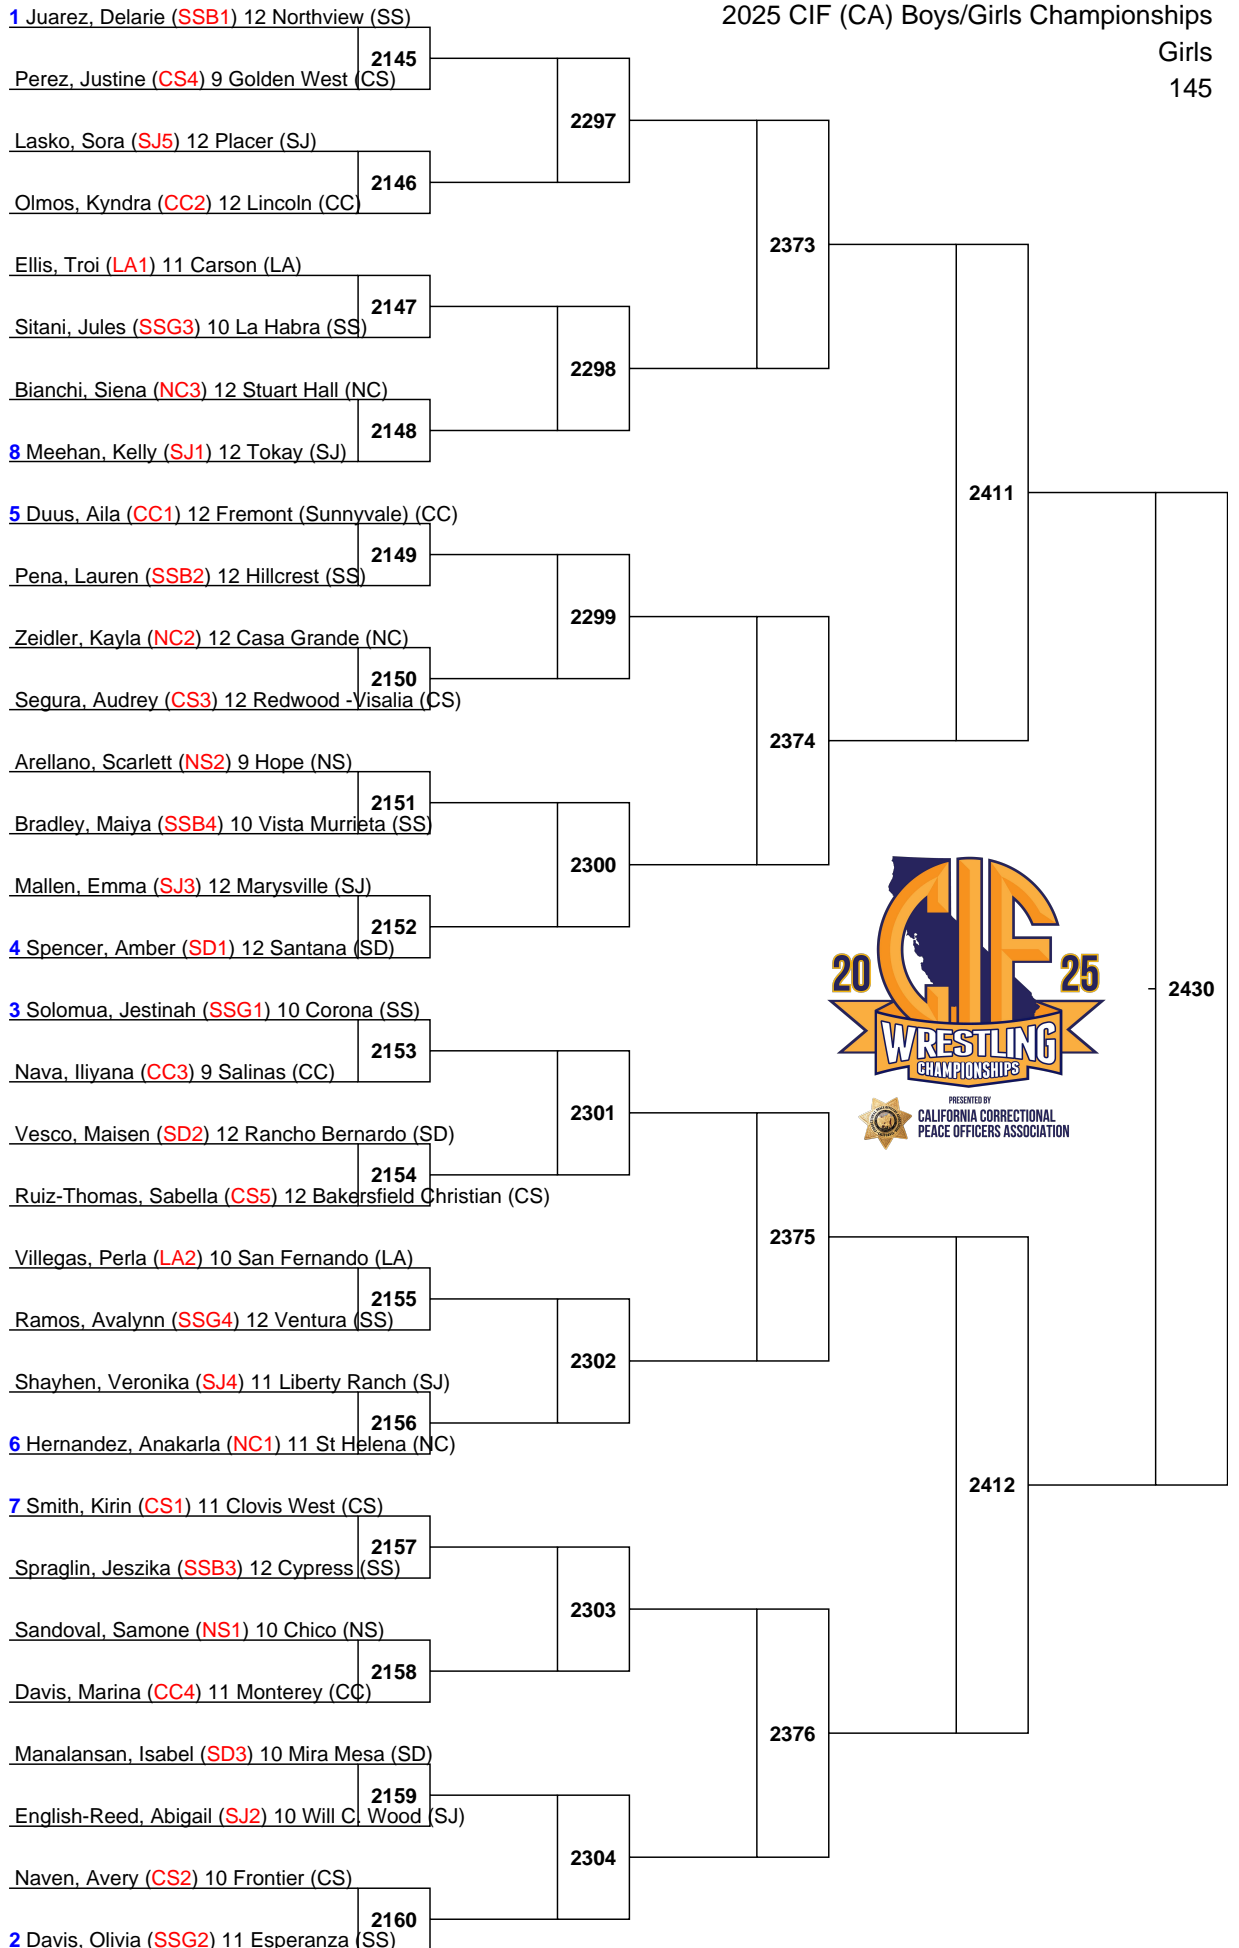 2025 CIF (CA) Boys/Girls Championships
Girls
145
1 Juarez, Delarie (SSB1) 12 Northview (SS)
2145
Perez, Justine (CS4) 9 Golden West (CS)
2297
Lasko, Sora (SJ5) 12 Placer (SJ)
2146
Olmos, Kyndra (CC2) 12 Lincoln (CC)
2373
Ellis, Troi (LA1) 11 Carson (LA)
2147
Sitani, Jules (SSG3) 10 La Habra (SS)
2298
Bianchi, Siena (NC3) 12 Stuart Hall (NC)
2148
8 Meehan, Kelly (SJ1) 12 Tokay (SJ)
2411
5 Duus, Aila (CC1) 12 Fremont (Sunnyvale) (CC)
2149
Pena, Lauren (SSB2) 12 Hillcrest (SS)
2299
Zeidler, Kayla (NC2) 12 Casa Grande (NC)
2150
Segura, Audrey (CS3) 12 Redwood -Visalia (CS)
2374
Arellano, Scarlett (NS2) 9 Hope (NS)
2151
Bradley, Maiya (SSB4) 10 Vista Murrieta (SS)
2300
Mallen, Emma (SJ3) 12 Marysville (SJ)
2152
4 Spencer, Amber (SD1) 12 Santana (SD)
CIF
20 25
2430
WRESTLING
CHAMPIONSHIPS
PRESENTED BY
CALIFORNIA CORRECTIONAL
PEACE OFFICERS ASSOCIATION
3 Solomua, Jestinah (SSG1) 10 Corona (SS)
2153
Nava, Iliyana (CC3) 9 Salinas (CC)
2301
Vesco, Maisen (SD2) 12 Rancho Bernardo (SD)
2154
Ruiz-Thomas, Sabella (CS5) 12 Bakersfield Christian (CS)
2375
Villegas, Perla (LA2) 10 San Fernando (LA)
2155
Ramos, Avalynn (SSG4) 12 Ventura (SS)
2302
Shayhen, Veronika (SJ4) 11 Liberty Ranch (SJ)
2156
6 Hernandez, Anakarla (NC1) 11 St Helena (NC)
2412
7 Smith, Kirin (CS1) 11 Clovis West (CS)
2157
Spraglin, Jeszika (SSB3) 12 Cypress (SS)
2303
Sandoval, Samone (NS1) 10 Chico (NS)
2158
Davis, Marina (CC4) 11 Monterey (CC)
2376
Manalansan, Isabel (SD3) 10 Mira Mesa (SD)
2159
English-Reed, Abigail (SJ2) 10 Will C. Wood (SJ)
2304
Naven, Avery (CS2) 10 Frontier (CS)
2160
2 Davis, Olivia (SSG2) 11 Esperanza (SS)